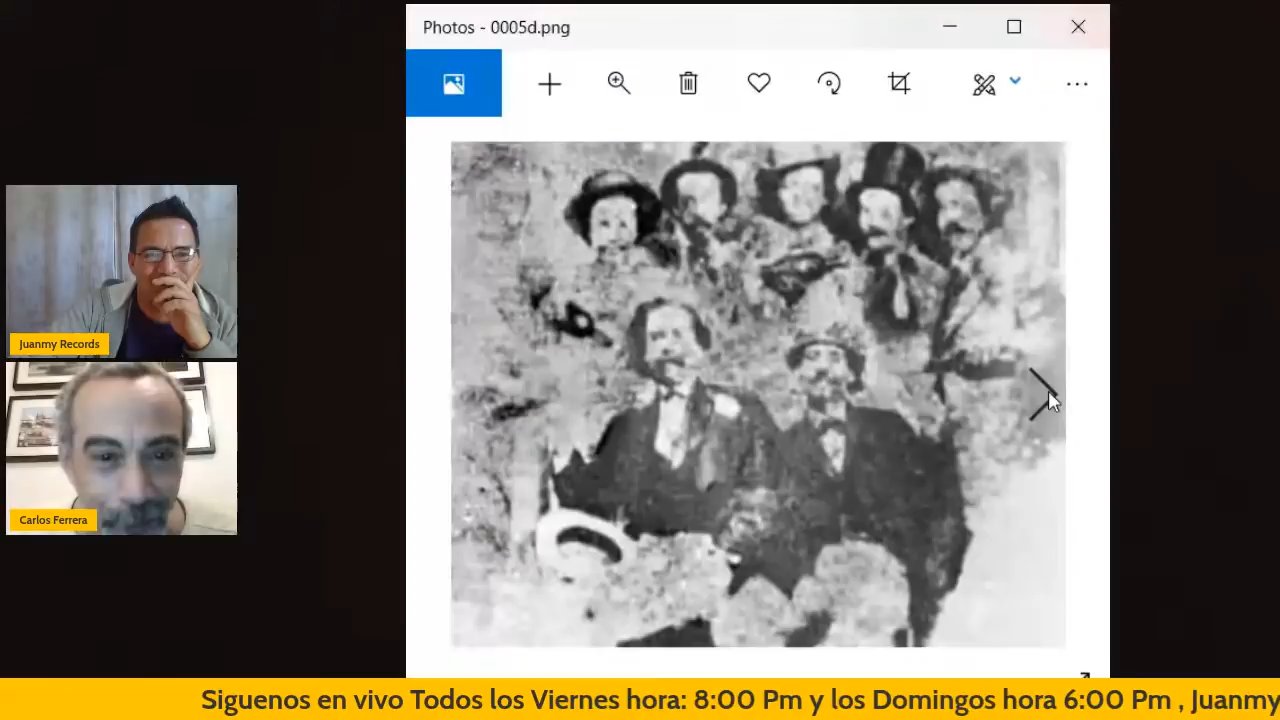 Photos - 0005d.png
Juanmy Records
Carlos Ferrera
Siguenos en vivo Todos los Viernes hora: 8:00 Pm y los Domingos hora 6:00 Pm , Juanmy